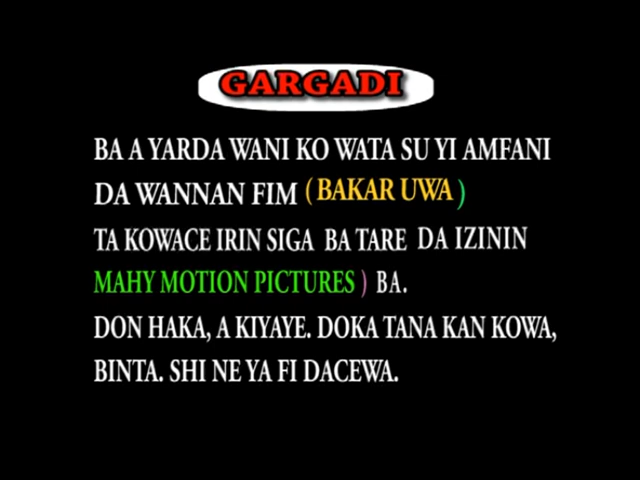 GARGADI
BA A YARDA WANI KO WATA SU YI AMFANI
DA WANNAN FIM ( BAKAR UWA )
TA KOWACE IRIN SIGA BA TARE DA IZININ
MAHY MOTION PICTURES ) BA.
DON HAKA, A KIYAYE. DOKA TANA KAN KOWA,
BINTA. SHI NE YA FI DACEWA.